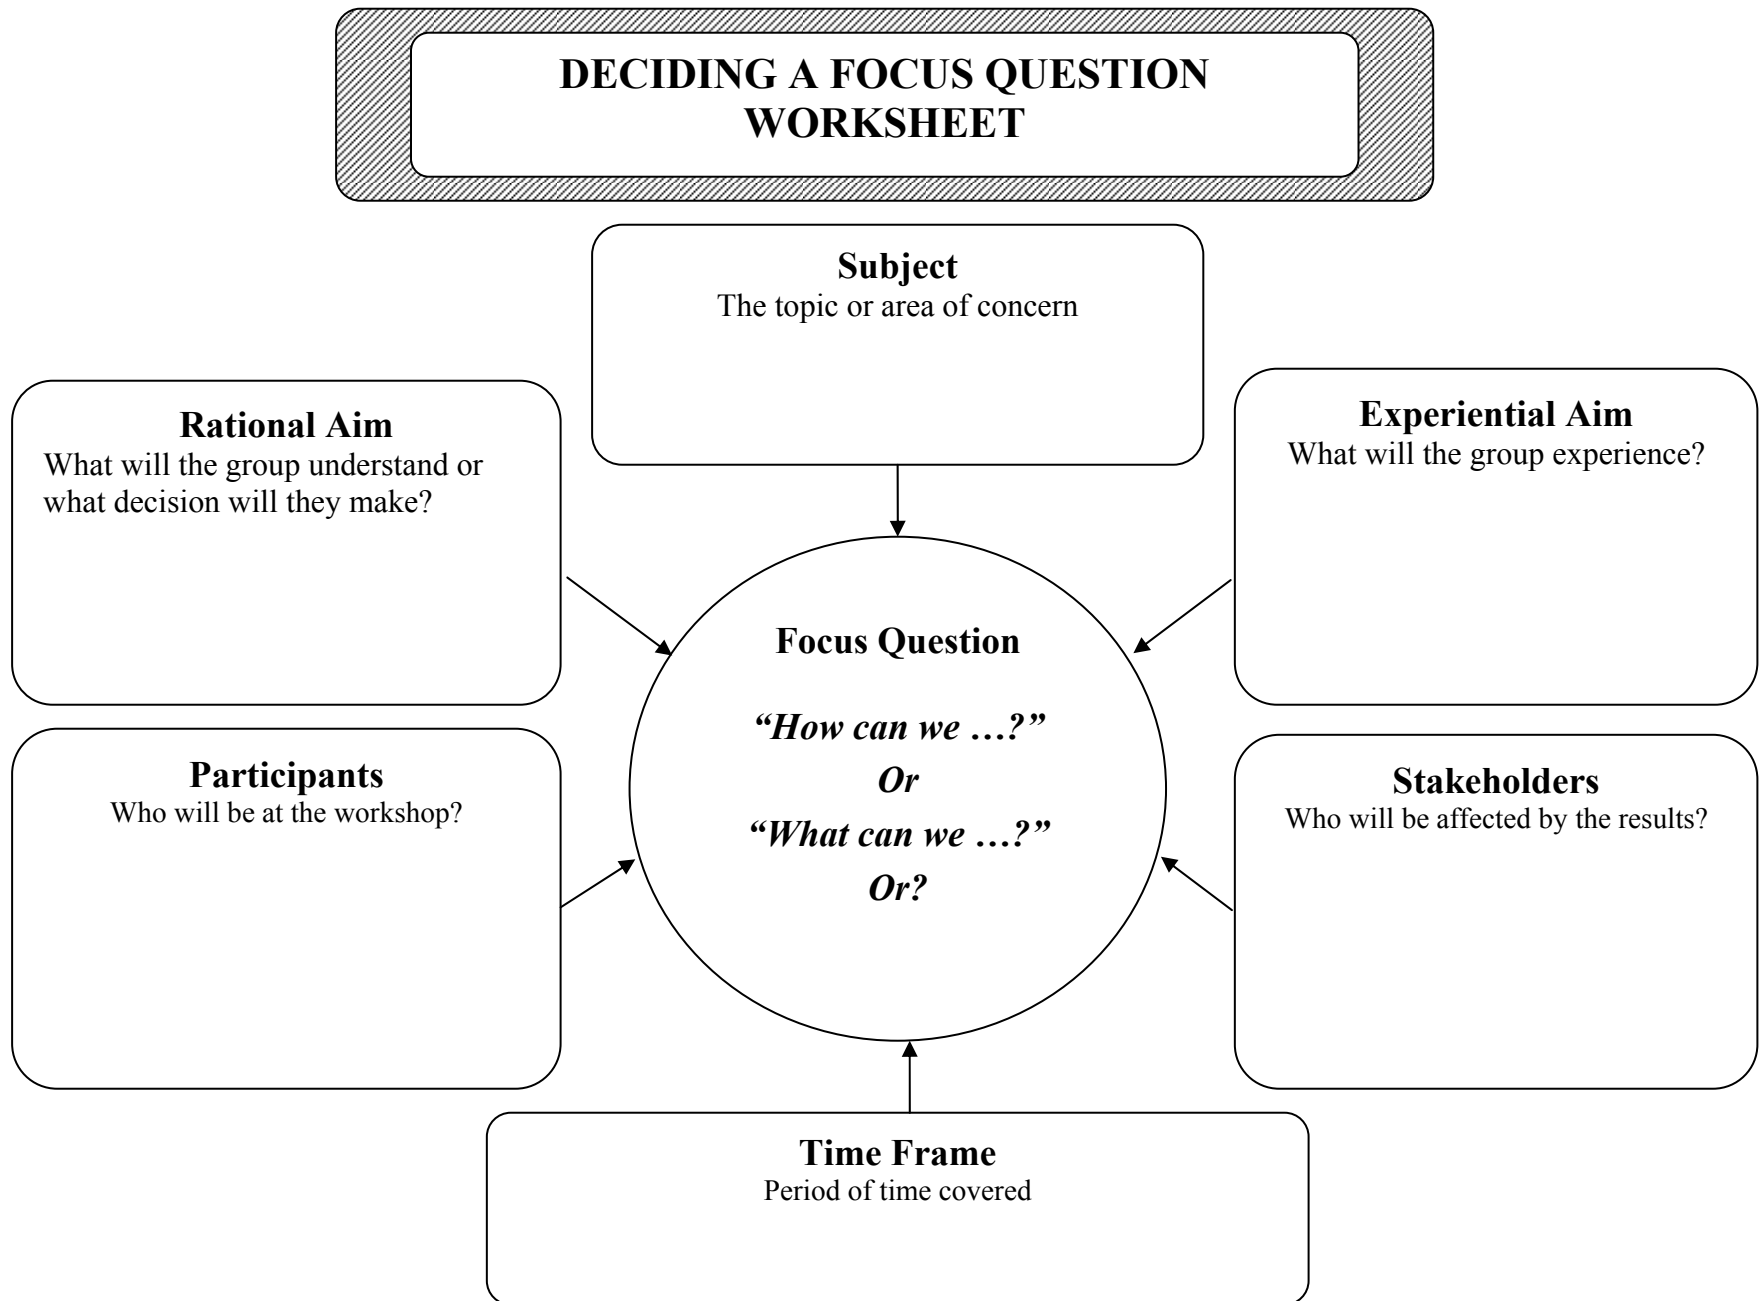 DECIDING A FOCUS QUESTION
WORKSHEET
Subject
The topic or area of concern
Rational Aim
What will the group understand or
what decision will they make?
Experiential Aim
What will the group experience?
Focus Question
“How can we …?”
Or
“What can we …?”
Or?
Participants
Who will be at the workshop?
Stakeholders
Who will be affected by the results?
Time Frame
Period of time covered